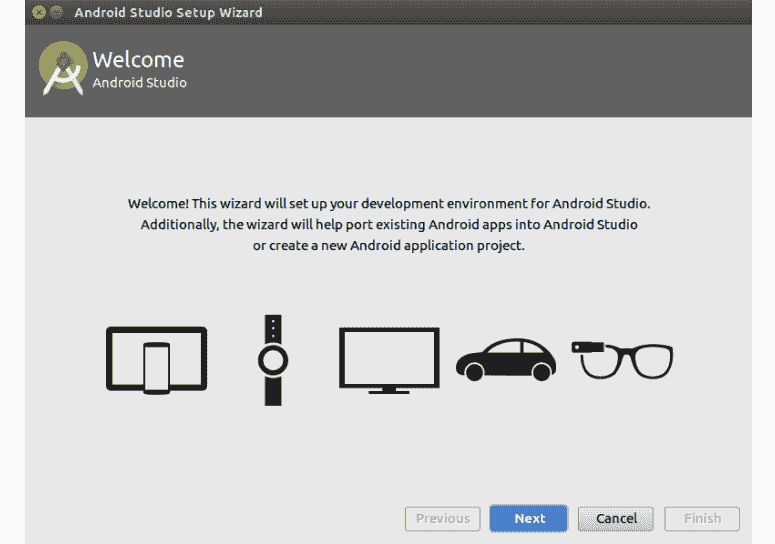 Android Studio Setup Wizard
Welcome
Android Studio
Welcome! This wizard will set up your development environment for Android Studio.
Additionally, the wizard will help port existing Android apps into Android Studio
or create a new Android application project.
Previous Next Cancel Finish